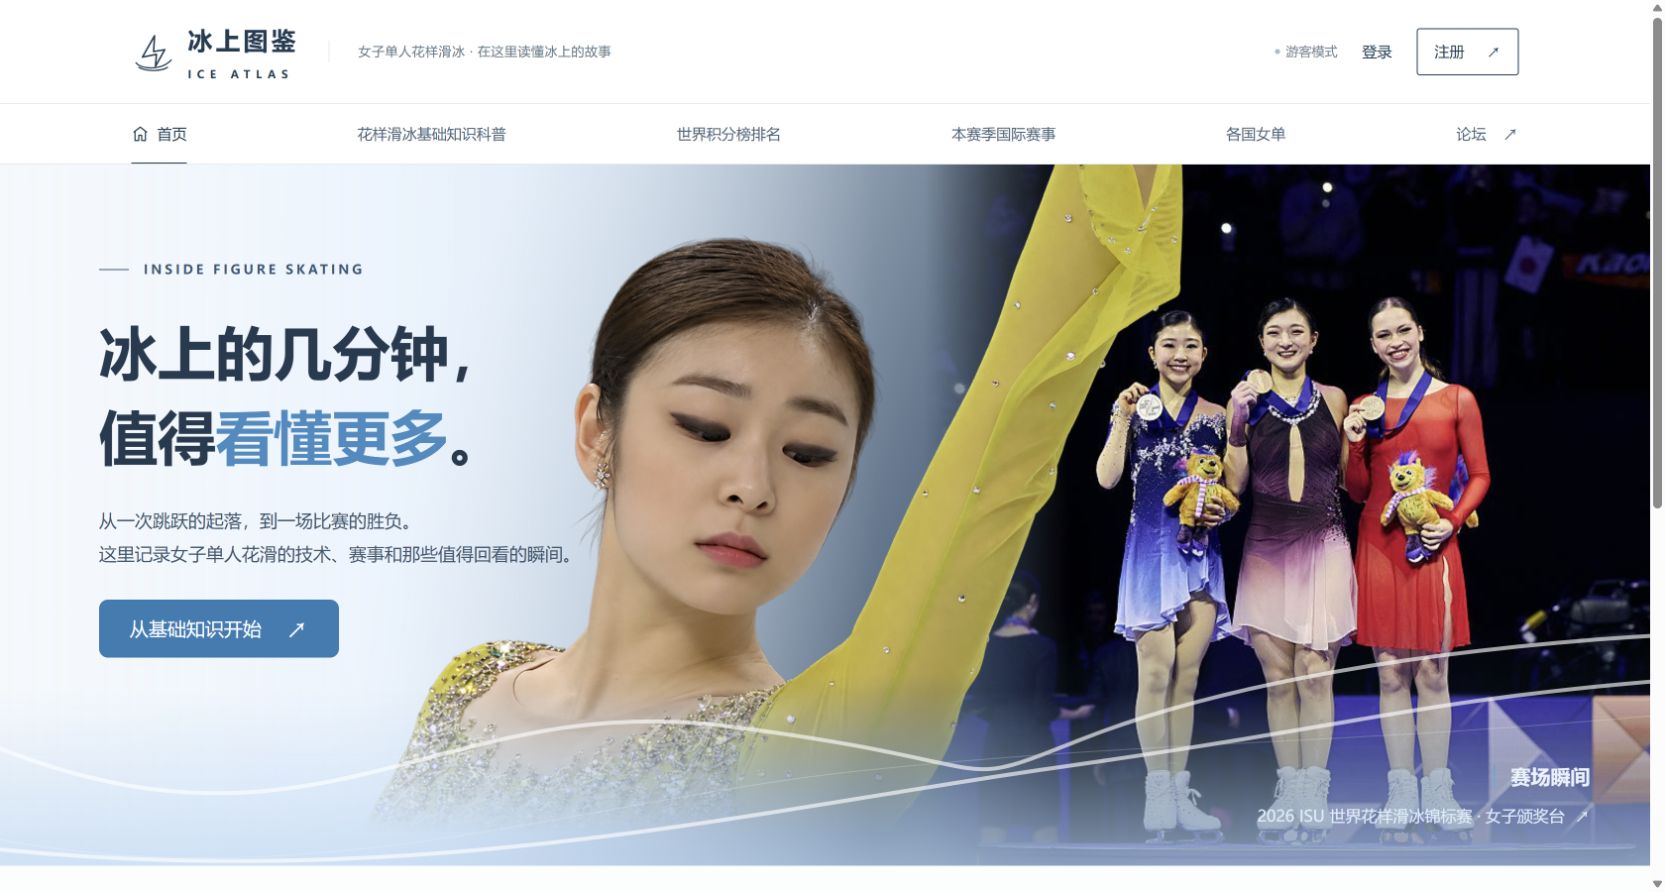 冰上图鉴
ICE ATLAS
女子单人花样滑冰 · 在这里读懂冰上的故事
游客模式
登录
注册 ↗
首页
花样滑冰基础知识科普
世界积分榜排名
本赛季国际赛事
各国女单
论坛 ↗
INSIDE FIGURE SKATING
冰上的几分钟，
值得看懂更多。
从一次跳跃的起落，到一场比赛的胜负。
这里记录女子单人花滑的技术、赛事和那些值得回看的瞬间。
从基础知识开始 ↗
赛场瞬间
2026 ISU 世界花样滑冰锦标赛 · 女子颁奖台 ↗